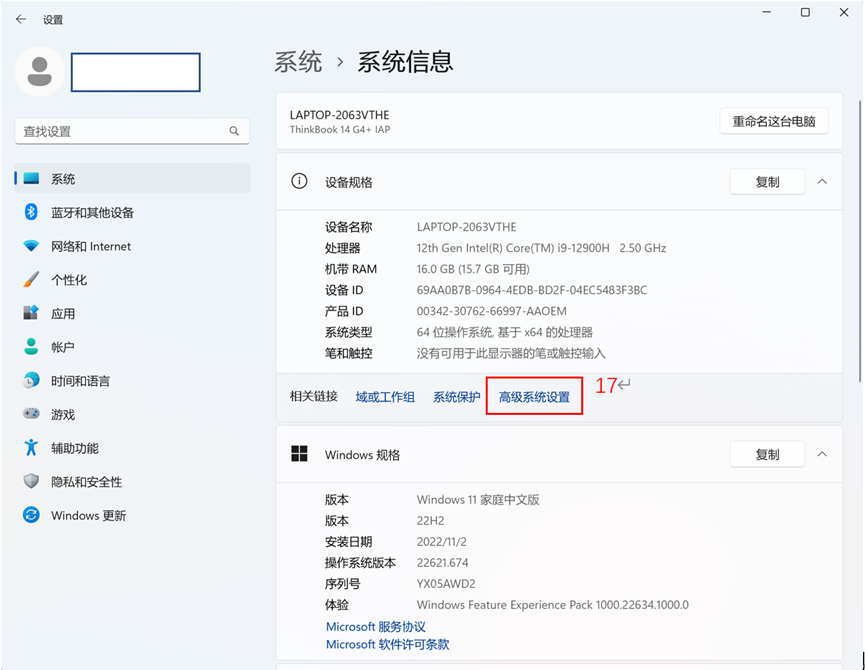 设置
系统 › 系统信息
查找设置
系统
蓝牙和其他设备
网络和 Internet
个性化
应用
帐户
时间和语言
游戏
辅助功能
隐私和安全性
Windows 更新
LAPTOP-2063VTHE
ThinkBook 14 G4+ IAP
重命名这台电脑
设备规格
复制
设备名称 LAPTOP-2063VTHE
处理器 12th Gen Intel(R) Core(TM) i9-12900H 2.50 GHz
机带 RAM 16.0 GB (15.7 GB 可用)
设备 ID 69AA0B7B-0964-4EDB-BD2F-04EC5483F3BC
产品 ID 00342-30762-66997-AAOEM
系统类型 64 位操作系统, 基于 x64 的处理器
笔和触控 没有可用于此显示器的笔或触控输入
相关链接 域或工作组 系统保护 高级系统设置 17↵
Windows 规格
复制
版本 Windows 11 家庭中文版
版本 22H2
安装日期 2022/11/2
操作系统版本 22621.674
序列号 YX05AWD2
体验 Windows Feature Experience Pack 1000.22634.1000.0
Microsoft 服务协议
Microsoft 软件许可条款